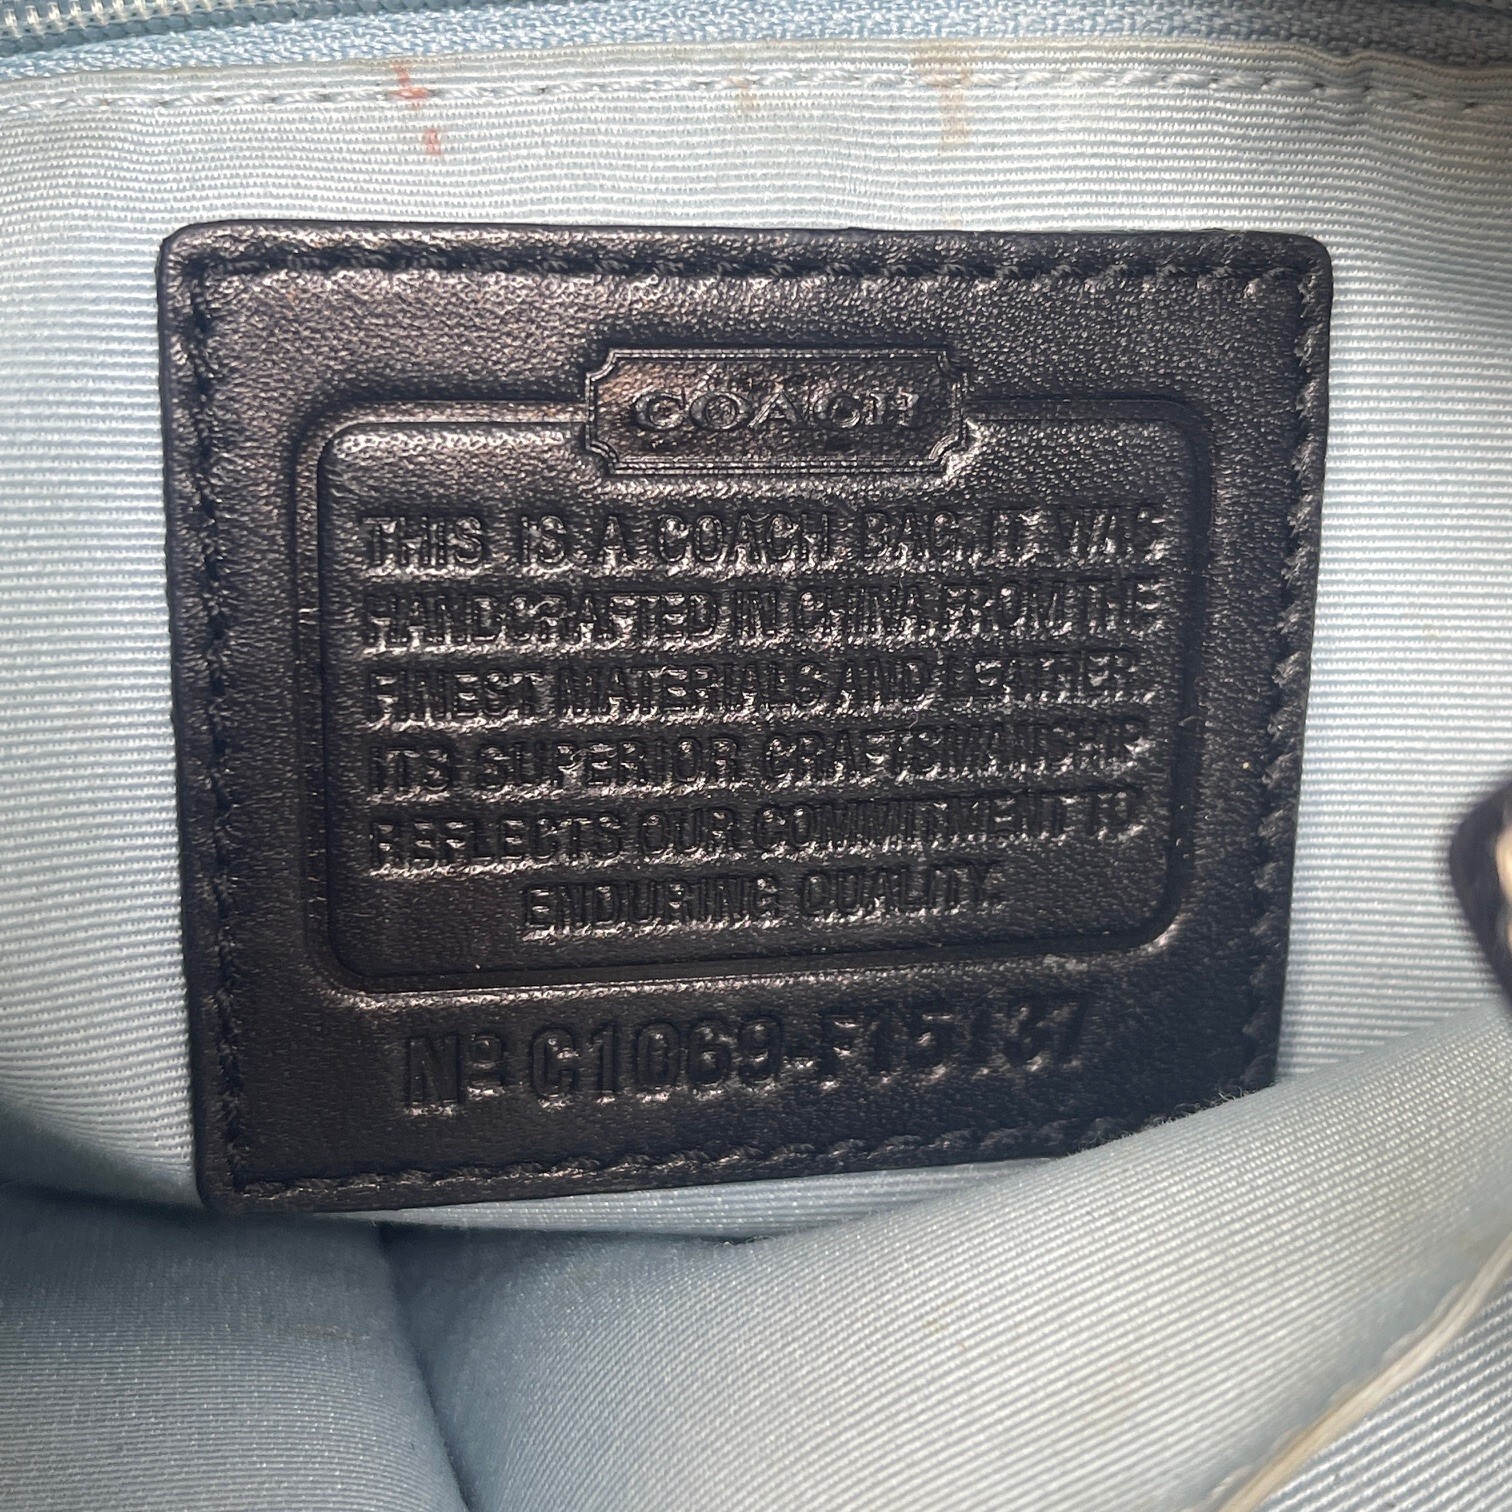 COACH
THIS IS A COACH BAG. IT WAS
HANDCRAFTED IN CHINA FROM THE
FINEST MATERIALS AND LEATHER.
ITS SUPERIOR CRAFTSMANSHIP
REFLECTS OUR COMMITMENT TO
ENDURING QUALITY.
Nº C1069-F15137